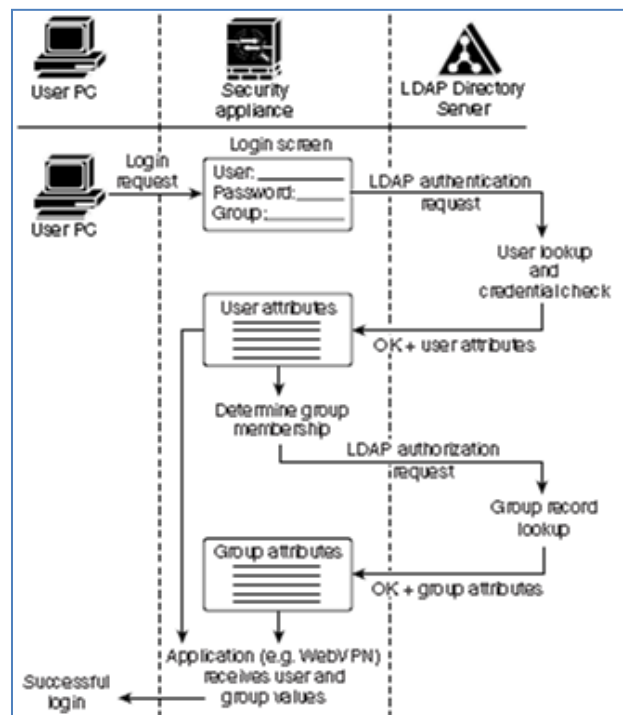 User PC
Security
appliance
LDAP Directory
Server
Login
request
User PC
Login screen
User:
Password:
Group:
LDAP authentication
request
User lookup
and
credential check
User attributes
OK + user attributes
Determine group
membership
LDAP authorization
request
Group record
lookup
Group attributes
OK + group attributes
Application (e.g. WebVPN)
receives user and
group values
Successful
login